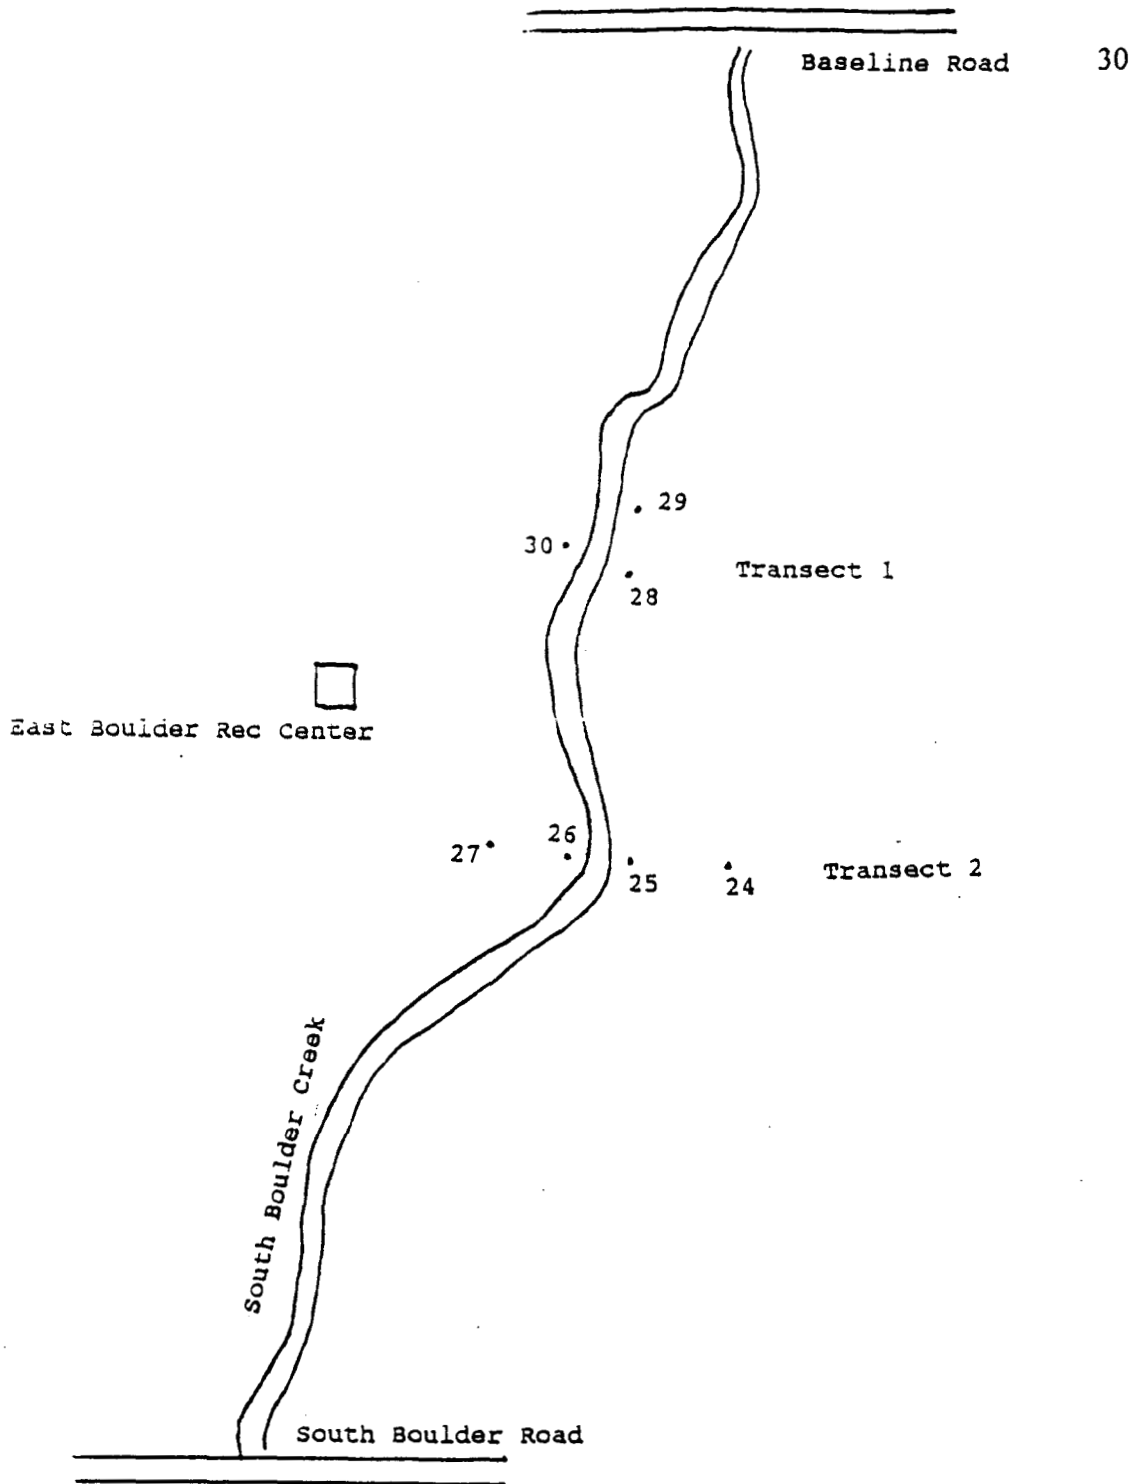 Baseline Road
30
29
30
Transect 1
28
East Boulder Rec Center
26
27
25
24
Transect 2
South Boulder Creek
South Boulder Road